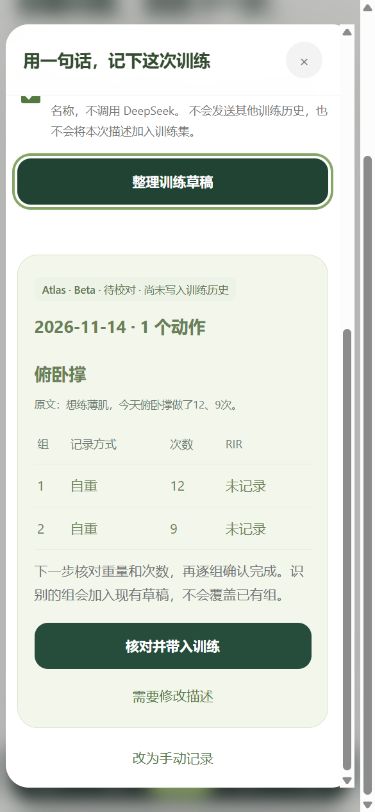 用一句话，记下这次训练
×
名称，不调用 DeepSeek。 不会发送其他训练历史，也
不会将本次描述加入训练集。
整理训练草稿
Atlas · Beta · 待校对 · 尚未写入训练历史
2026-11-14 · 1 个动作
俯卧撑
原文：想练薄肌，今天俯卧撑做了12、9次。
组 记录方式 次数 RIR
1 自重 12 未记录
2 自重 9 未记录
下一步核对重量和次数，再逐组确认完成。识
别的组会加入现有草稿，不会覆盖已有组。
核对并带入训练
需要修改描述
改为手动记录